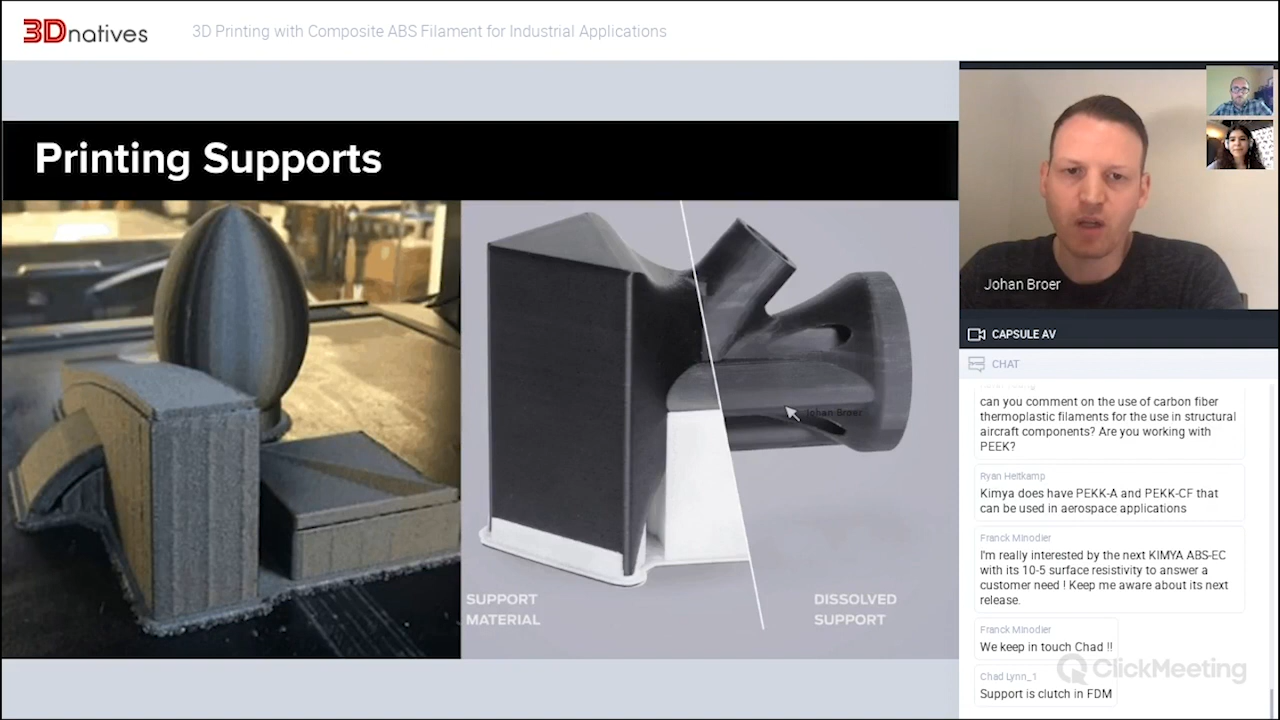 3Dnatives
3D Printing with Composite ABS Filament for Industrial Applications
Printing Supports
SUPPORT
MATERIAL
DISSOLVED
SUPPORT
Johan Broer
Johan Broer
CAPSULE AV
CHAT
can you comment on the use of carbon fiber
thermoplastic filaments for the use in structural
aircraft components? Are you working with
PEEK?
Ryan Heitkamp
Kimya does have PEKK-A and PEKK-CF that
can be used in aerospace applications
Franck Minodier
I'm really interested by the next KIMYA ABS-EC
with its 10-5 surface resistivity to answer a
customer need ! Keep me aware about its next
release.
Franck Minodier
We keep in touch Chad !!
ClickMeeting
Chad Lynn_1
Support is clutch in FDM